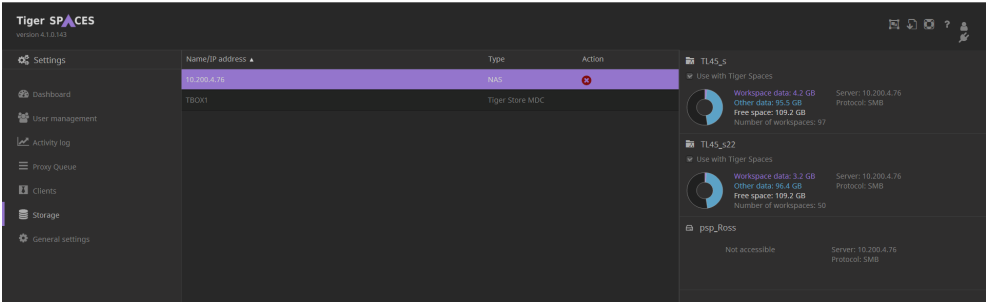 Tiger SPACES
version 4.1.0.143
?
Settings
Dashboard
User management
Activity log
Proxy Queue
Clients
Storage
General settings
Name/IP address ▲ Type Action
10.200.4.76 NAS
TBOX1 Tiger Store MDC
TL45_s
Use with Tiger Spaces
Workspace data: 4.2 GB Server: 10.200.4.76
Other data: 95.5 GB Protocol: SMB
Free space: 109.2 GB
Number of workspaces: 97
TL45_s22
Use with Tiger Spaces
Workspace data: 3.2 GB Server: 10.200.4.76
Other data: 96.4 GB Protocol: SMB
Free space: 109.2 GB
Number of workspaces: 50
psp_Ross
Not accessible Server: 10.200.4.76
Protocol: SMB